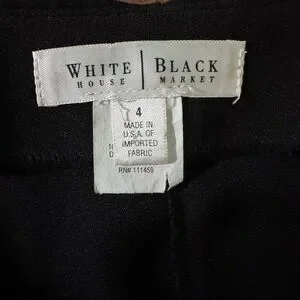 WHITE | BLACK
HOUSE | MARKET
4
MADE IN
U.S.A. OF
IMPORTED
FABRIC
RN# 111459